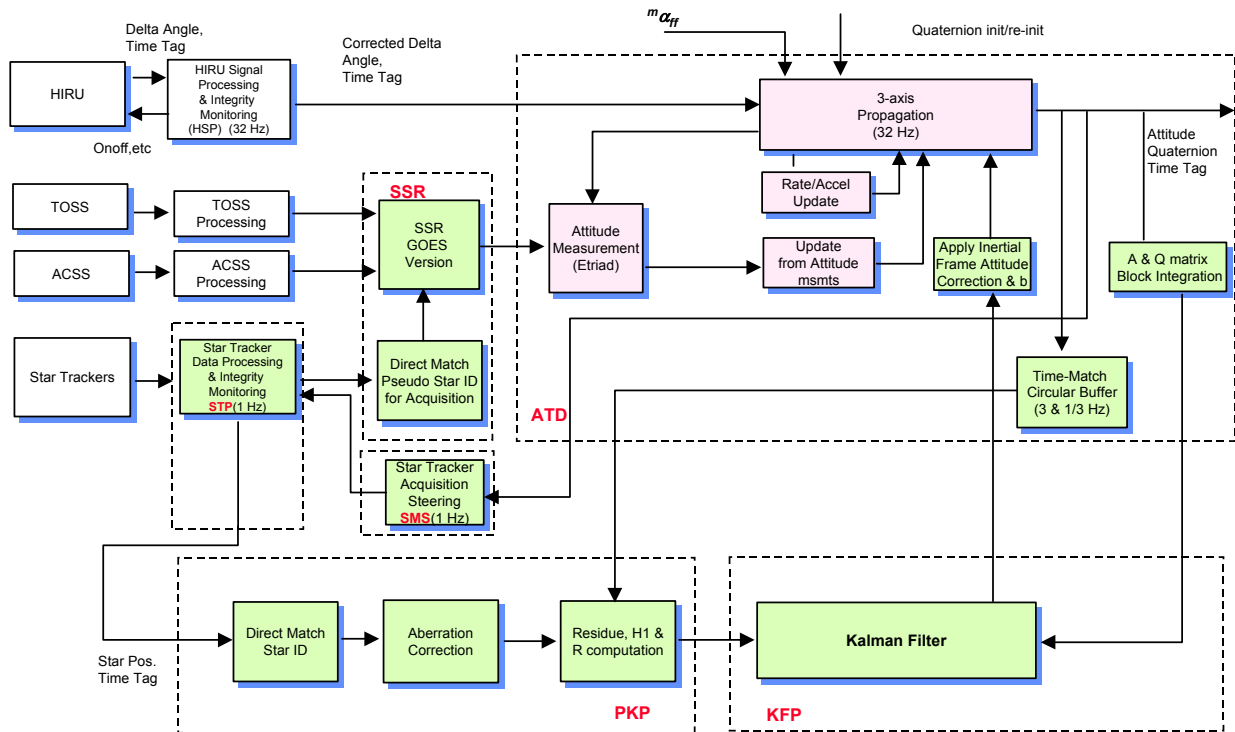 ᵐα_ff
Quaternion init/re-init
Delta Angle,
Time Tag
Corrected Delta
Angle,
Time Tag
HIRU
HIRU Signal
Processing
& Integrity
Monitoring
(HSP) (32 Hz)
Onoff,etc
3-axis
Propagation
(32 Hz)
Attitude
Quaternion
Time Tag
Rate/Accel
Update
SSR
TOSS
TOSS
Processing
SSR
GOES
Version
Attitude
Measurement
(Etriad)
Update
from Attitude
msmts
Apply Inertial
Frame Attitude
Correction & b
A & Q matrix
Block Integration
ACSS
ACSS
Processing
Star Trackers
Star Tracker
Data Processing
& Integrity
Monitoring
STP(1 Hz)
Direct Match
Pseudo Star ID
for Acquisition
ATD
Time-Match
Circular Buffer
(3 & 1/3 Hz)
Star Tracker
Acquisition
Steering
SMS(1 Hz)
Star Pos.
Time Tag
Direct Match
Star ID
Aberration
Correction
Residue, H1 &
R computation
Kalman Filter
PKP
KFP